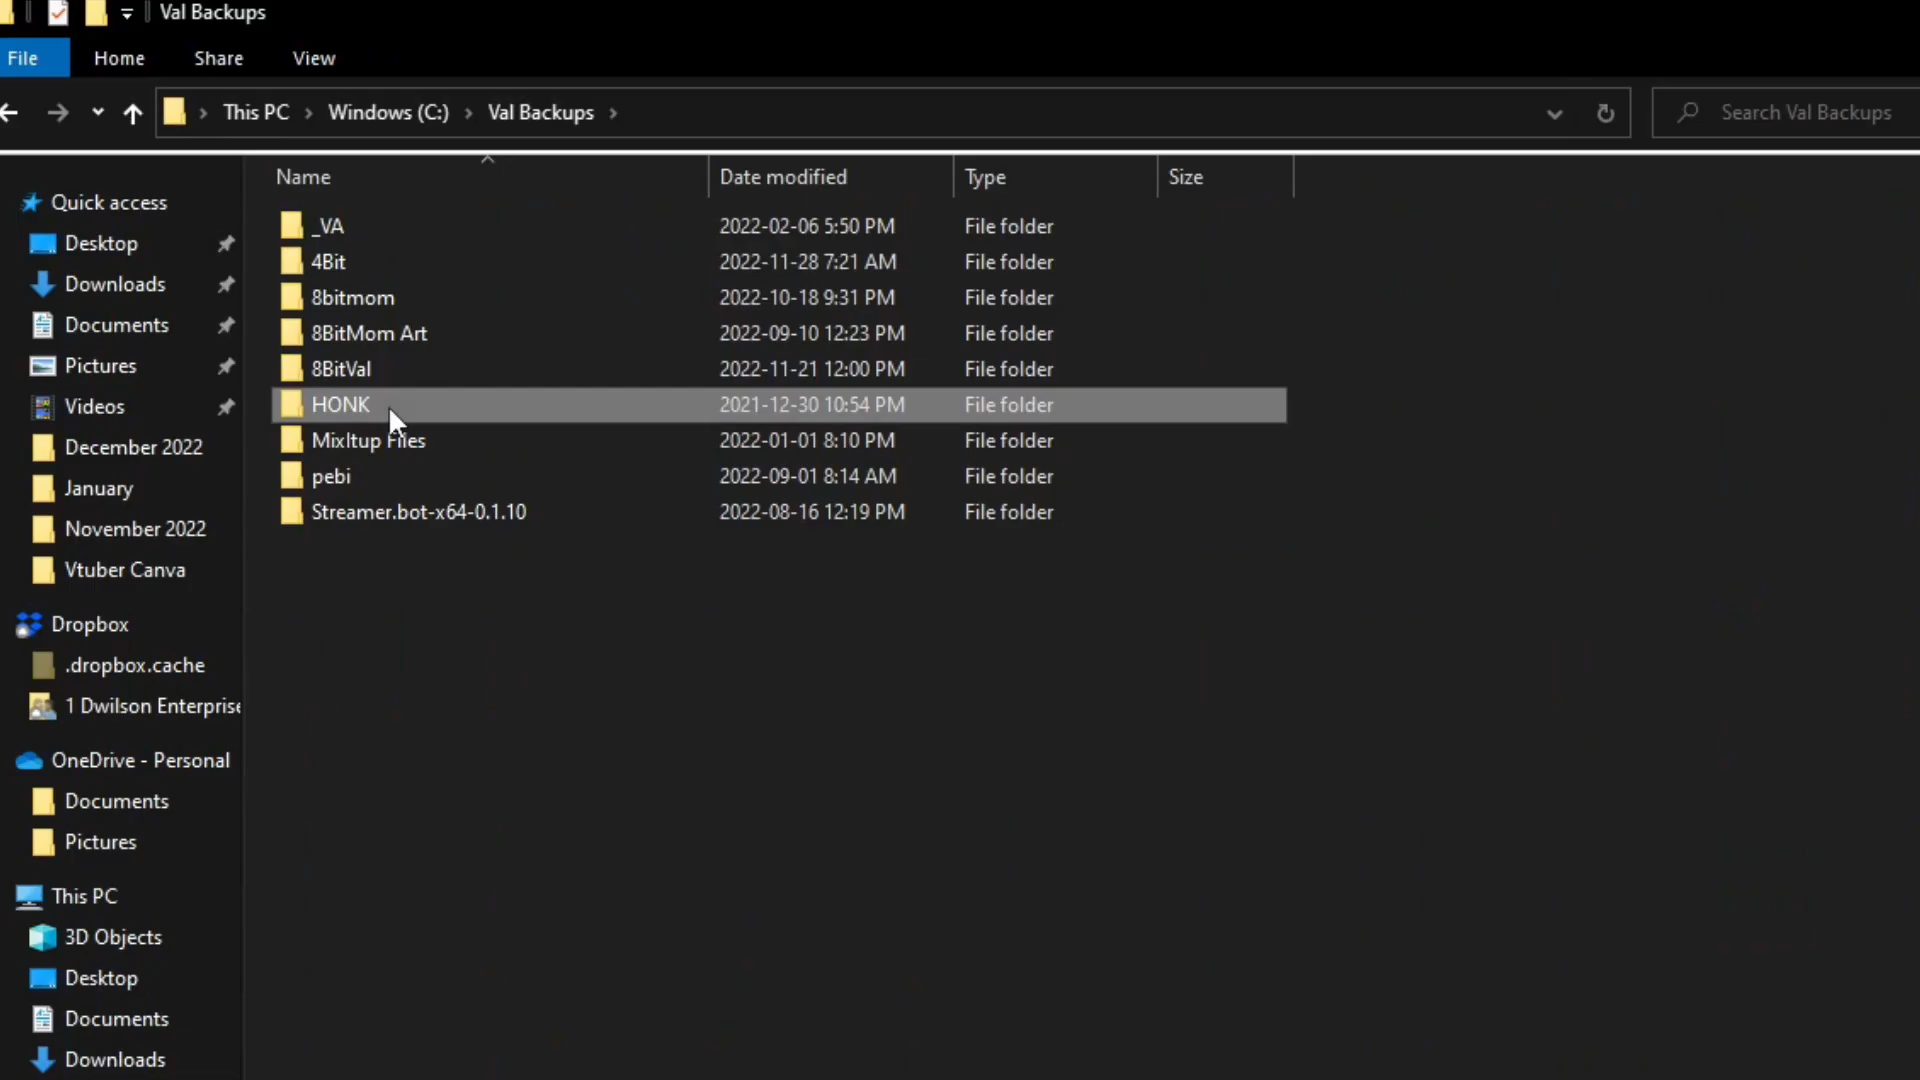 Val Backups
File Home Share View
This PC Windows (C:) Val Backups Search Val Backups
Name Date modified Type Size
Quick access
Desktop
Downloads
Documents
Pictures
Videos
December 2022
January
November 2022
Vtuber Canva
Dropbox
.dropbox.cache
1 Dwilson Enterprise
OneDrive - Personal
Documents
Pictures
This PC
3D Objects
Desktop
Documents
Downloads
_VA 2022-02-06 5:50 PM File folder
4Bit 2022-11-28 7:21 AM File folder
8bitmom 2022-10-18 9:31 PM File folder
8BitMom Art 2022-09-10 12:23 PM File folder
8BitVal 2022-11-21 12:00 PM File folder
HONK 2021-12-30 10:54 PM File folder
MixItup Files 2022-01-01 8:10 PM File folder
pebi 2022-09-01 8:14 AM File folder
Streamer.bot-x64-0.1.10 2022-08-16 12:19 PM File folder